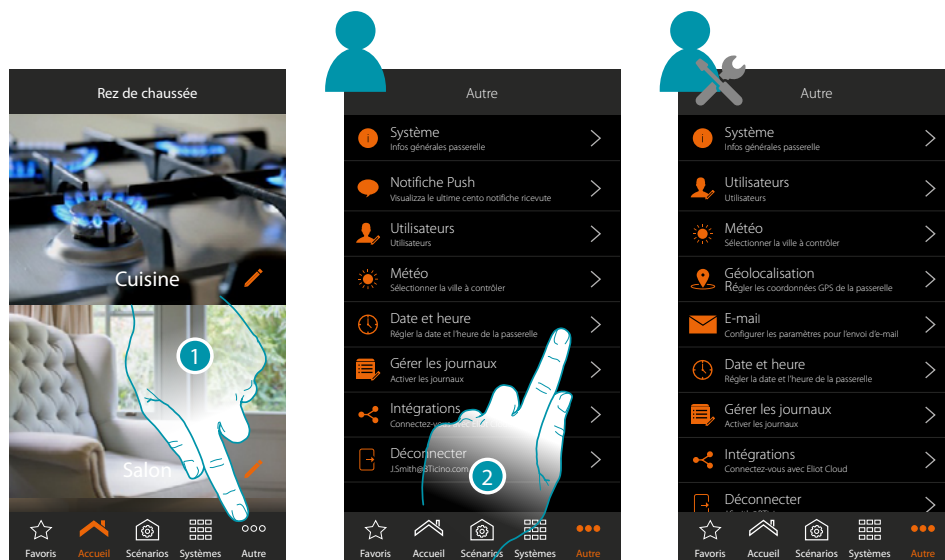 Rez de chaussée
Cuisine
1
Salon
Favoris
Accueil
Scénarios
Systèmes
Autre
Autre
Système
Infos générales passerelle
Notifiche Push
Visualizza le ultime cento notifiche ricevute
Utilisateurs
Utilisateurs
Météo
Sélectionner la ville à contrôler
Date et heure
Régler la date et l'heure de la passerelle
Gérer les journaux
Activer les journaux
Intégrations
Déconnecter
J.Smith@BTicino.com
2
Favoris
Accueil
Scénarios
Systèmes
Autre
Autre
Système
Infos générales passerelle
Utilisateurs
Utilisateurs
Météo
Sélectionner la ville à contrôler
Géolocalisation
Régler les coordonnées GPS de la passerelle
E-mail
Configurer les paramètres pour l'envoi d'e-mail
Date et heure
Régler la date et l'heure de la passerelle
Gérer les journaux
Activer les journaux
Intégrations
Connectez-vous avec Eliot Cloud
Déconnecter
Favoris
Accueil
Scénarios
Systèmes
Autre